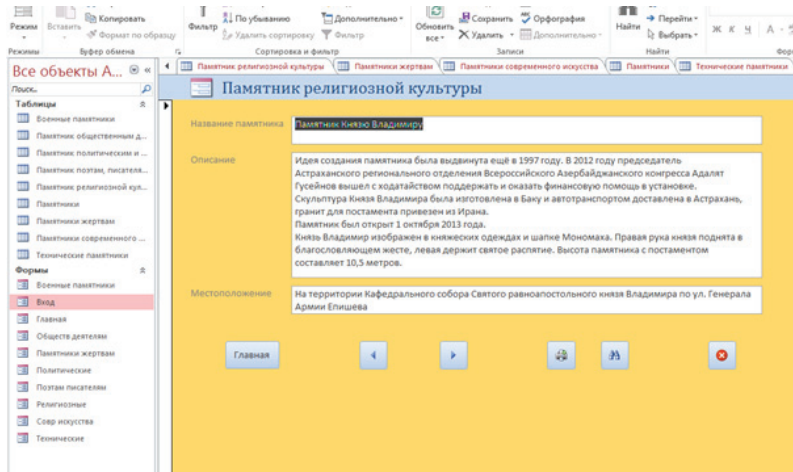 Режим
Вставить
Копировать
Формат по образцу
Фильтр
По убыванию
Удалить сортировку
Дополнительно
Фильтр
Обновить
все
Сохранить
Удалить
Орфография
Дополнительно
Найти
Перейти
Выбрать
Ж К Ч А
Режимы
Буфер обмена
Сортировка и фильтр
Записи
Найти
Все объекты A...
Поиск...
Таблицы
Военные памятники
Памятник общественным д...
Памятник политическим и ...
Памятник поэтам, писателя...
Памятник религиозной кул...
Памятники
Памятники жертвам
Памятники современного ...
Технические памятники
Формы
Военные памятники
Вход
Главная
Обществ деятелям
Памятники жертвам
Политические
Поэтам писателям
Религиозные
Совр искусства
Технические
Памятник религиозной культуры
Памятники жертвам
Памятники современного искусства
Памятники
Технические памятники
Памятник религиозной культуры
Название памятника
Памятник Князю Владимиру
Описание
Идея создания памятника была выдвинута ещё в 1997 году. В 2012 году председатель
Астраханского регионального отделения Всероссийского Азербайджанского конгресса Адалят
Гусейнов вышел с ходатайством поддержать и оказать финансовую помощь в установке.
Скульптура Князя Владимира была изготовлена в Баку и автотранспортом доставлена в Астрахань,
гранит для постамента привезен из Ирана.
Памятник был открыт 1 октября 2013 года.
Князь Владимир изображен в княжеских одеждах и шапке Мономаха. Правая рука князя поднята в
благословляющем жесте, левая держит святое распятие. Высота памятника с постаментом
составляет 10,5 метров.
Местоположение
На территории Кафедрального собора Святого равноапостольного князя Владимира по ул. Генерала
Армии Епишева
Главная